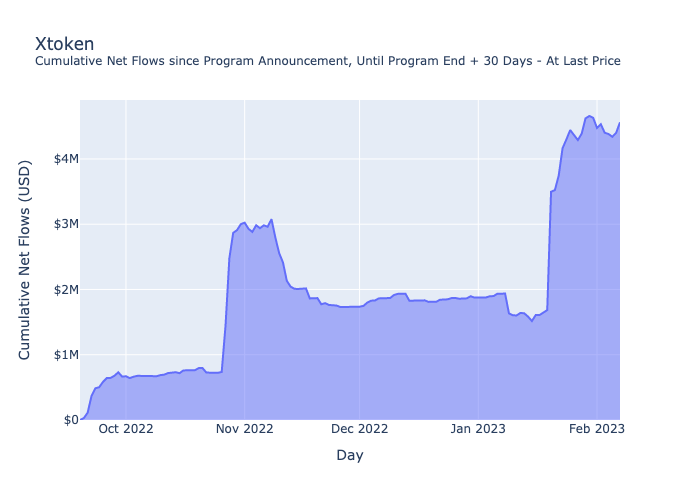 Xtoken
Cumulative Net Flows since Program Announcement, Until Program End + 30 Days - At Last Price
Cumulative Net Flows (USD)
$4M
$3M
$2M
$1M
$0
Oct 2022 Nov 2022 Dec 2022 Jan 2023 Feb 2023
Day